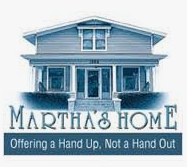 MARTHA'S HOME
Offering a Hand Up, Not a Hand Out